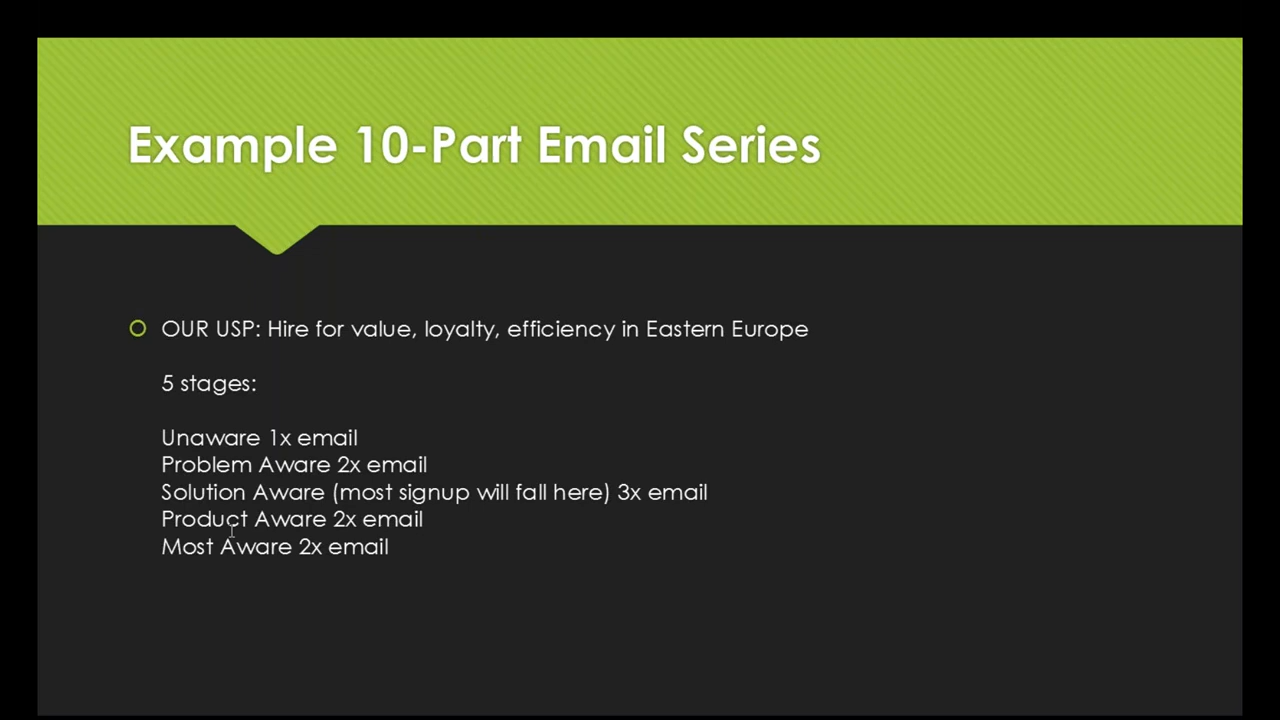 Example 10-Part Email Series
OUR USP: Hire for value, loyalty, efficiency in Eastern Europe
5 stages:
Unaware 1x email
Problem Aware 2x email
Solution Aware (most signup will fall here) 3x email
Product Aware 2x email
Most Aware 2x email